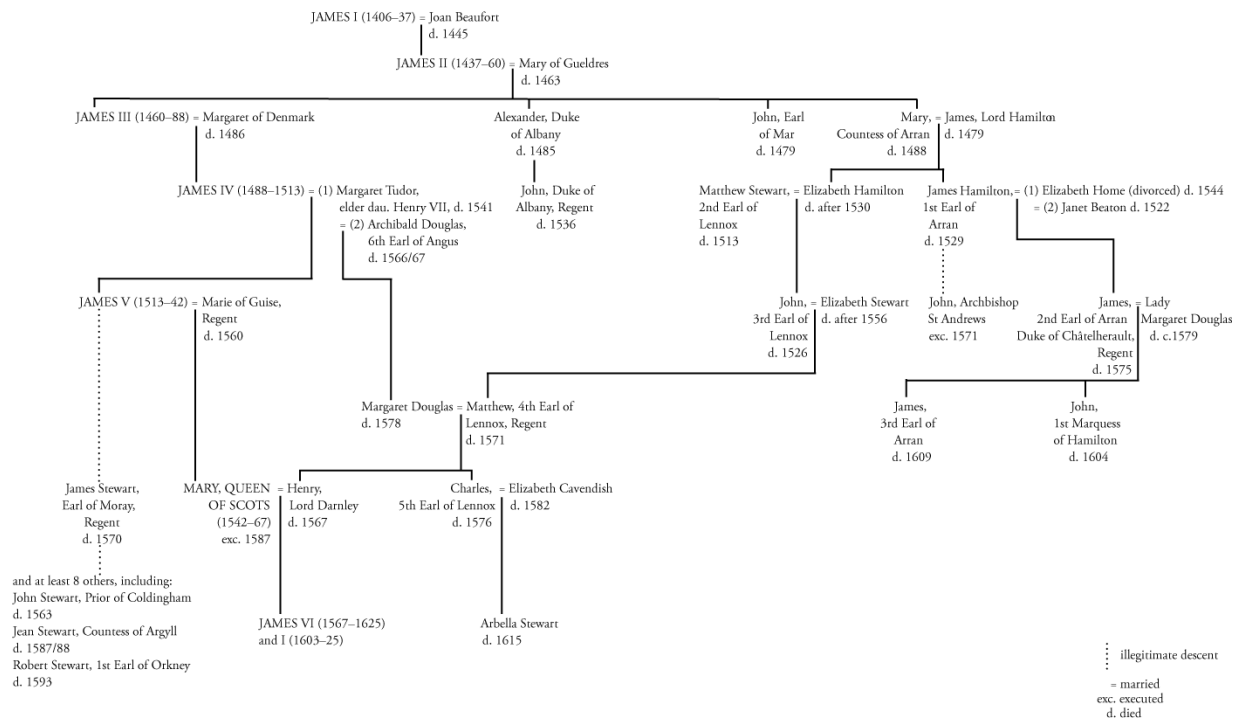 JAMES I (1406–37) = Joan Beaufort
d. 1445
JAMES II (1437–60) = Mary of Gueldres
d. 1463
JAMES III (1460–88) = Margaret of Denmark
d. 1486
Alexander, Duke
of Albany
d. 1485
John, Earl
of Mar
d. 1479
Mary, = James, Lord Hamilton
Countess of Arran d. 1479
d. 1488
JAMES IV (1488–1513) = (1) Margaret Tudor,
elder dau. Henry VII, d. 1541
= (2) Archibald Douglas,
6th Earl of Angus
d. 1566/67
John, Duke of
Albany, Regent
d. 1536
Matthew Stewart, = Elizabeth Hamilton
2nd Earl of d. after 1530
Lennox
d. 1513
James Hamilton, = (1) Elizabeth Home (divorced) d. 1544
1st Earl of = (2) Janet Beaton d. 1522
Arran
d. 1529
JAMES V (1513–42) = Marie of Guise,
Regent
d. 1560
John, = Elizabeth Stewart
3rd Earl of d. after 1556
Lennox
d. 1526
John, Archbishop
St Andrews
exc. 1571
James, = Lady
2nd Earl of Arran Margaret Douglas
Duke of Châtelherault, d. c.1579
Regent
d. 1575
Margaret Douglas = Matthew, 4th Earl of
d. 1578 Lennox, Regent
d. 1571
James,
3rd Earl of
Arran
d. 1609
John,
1st Marquess
of Hamilton
d. 1604
James Stewart,
Earl of Moray,
Regent
d. 1570
MARY, QUEEN = Henry,
OF SCOTS Lord Darnley
(1542–67) d. 1567
exc. 1587
Charles, = Elizabeth Cavendish
5th Earl of Lennox d. 1582
d. 1576
and at least 8 others, including:
John Stewart, Prior of Coldingham
d. 1563
Jean Stewart, Countess of Argyll
d. 1587/88
Robert Stewart, 1st Earl of Orkney
d. 1593
JAMES VI (1567–1625)
and I (1603–25)
Arbella Stewart
d. 1615
illegitimate descent
= married
exc. executed
d. died